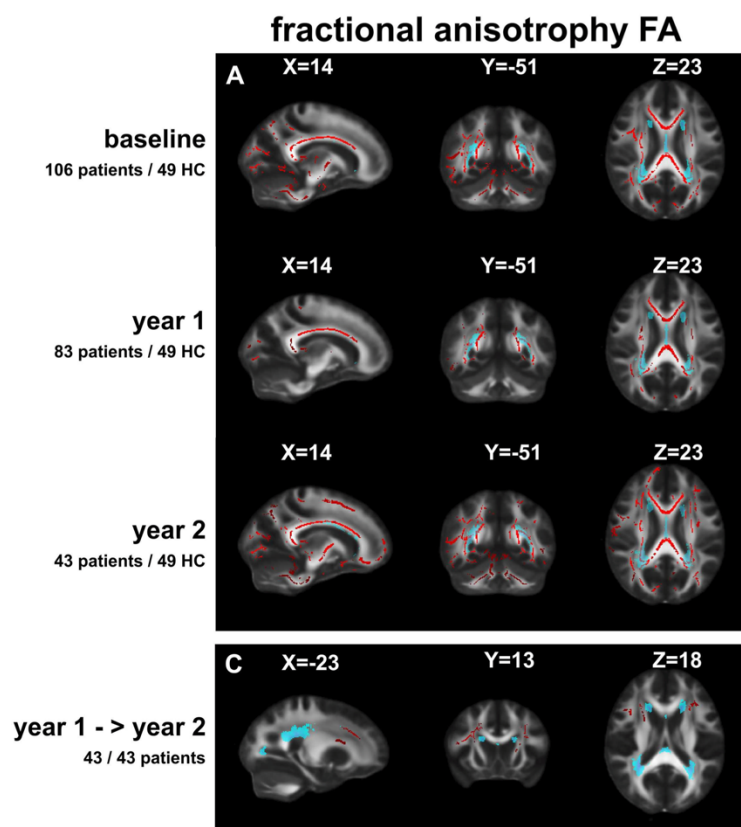 fractional anisotropy FA
A
X=14 Y=-51 Z=23
baseline
106 patients / 49 HC
X=14 Y=-51 Z=23
year 1
83 patients / 49 HC
X=14 Y=-51 Z=23
year 2
43 patients / 49 HC
C
X=-23 Y=13 Z=18
year 1 - > year 2
43 / 43 patients